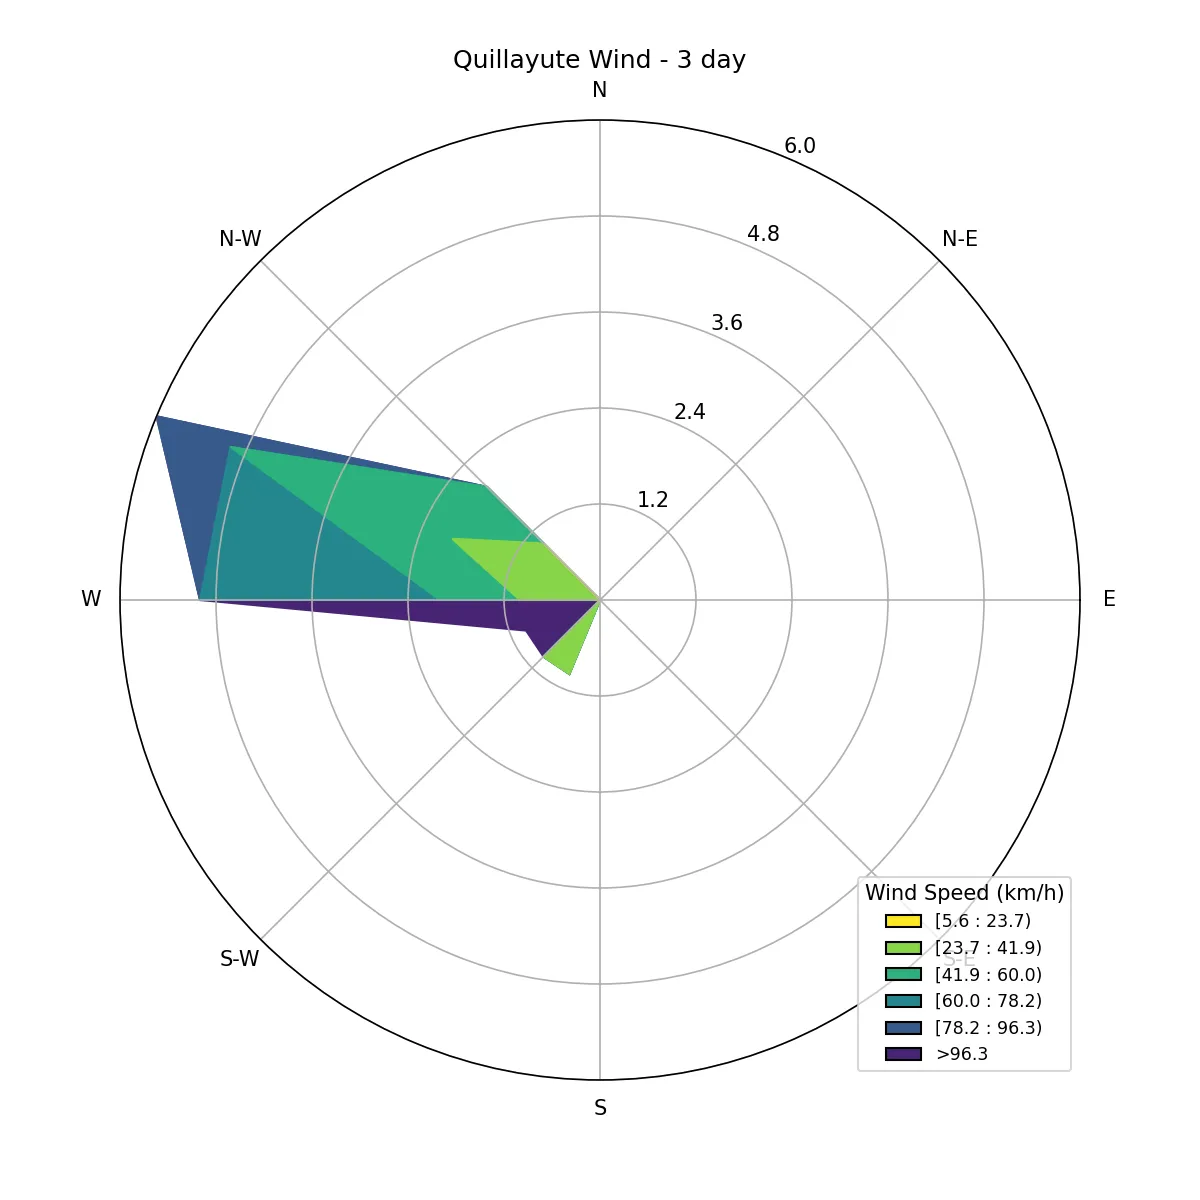 Quillayute Wind - 3 day
N
6.0
4.8
N-W
N-E
3.6
2.4
1.2
W
E
S-W
S-E
S
Wind Speed (km/h)
[5.6 : 23.7)
[23.7 : 41.9)
[41.9 : 60.0)
[60.0 : 78.2)
[78.2 : 96.3)
>96.3